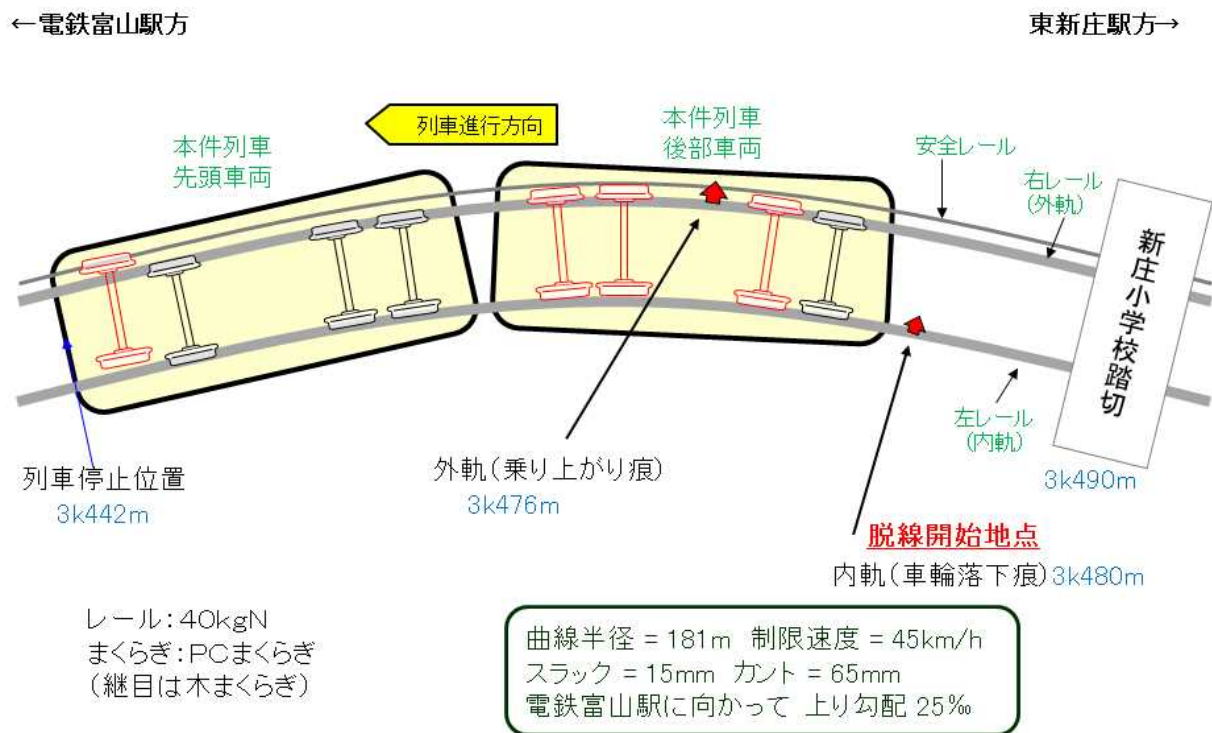 ←電鉄富山駅方
東新庄駅方→
列車進行方向
本件列車
先頭車両
本件列車
後部車両
安全レール
右レール
(外軌)
新庄小学校踏切
左レール
(内軌)
列車停止位置
3k442m
外軌(乗り上がり痕)
3k476m
3k490m
脱線開始地点
内軌(車輪落下痕)3k480m
レール:40kgN
まくらぎ:PCまくらぎ
(継目は木まくらぎ)
曲線半径 = 181m 制限速度 = 45km/h
スラック = 15mm カント = 65mm
電鉄富山駅に向かって 上り勾配 25‰